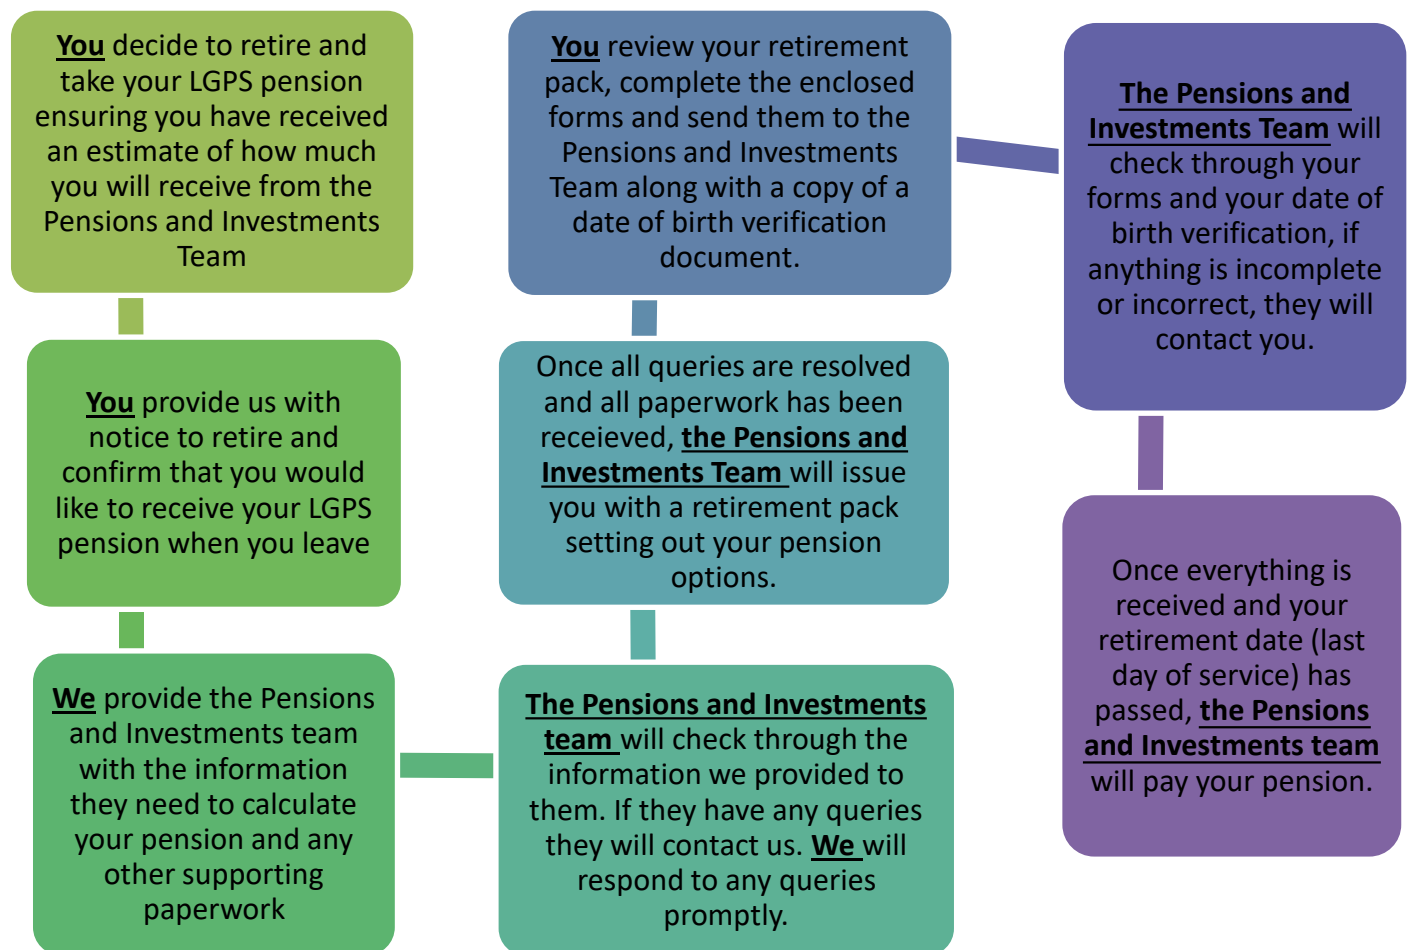 You decide to retire and
take your LGPS pension
ensuring you have received
an estimate of how much
you will receive from the
Pensions and Investments
Team
You provide us with
notice to retire and
confirm that you would
like to receive your LGPS
pension when you leave
We provide the Pensions
and Investments team
with the information
they need to calculate
your pension and any
other supporting
paperwork
The Pensions and Investments
team will check through the
information we provided to
them. If they have any queries
they will contact us. We will
respond to any queries
promptly.
Once all queries are resolved
and all paperwork has been
receieved, the Pensions and
Investments Team will issue
you with a retirement pack
setting out your pension
options.
You review your retirement
pack, complete the enclosed
forms and send them to the
Pensions and Investments
Team along with a copy of a
date of birth verification
document.
The Pensions and
Investments Team will
check through your
forms and your date of
birth verification, if
anything is incomplete
or incorrect, they will
contact you.
Once everything is
received and your
retirement date (last
day of service) has
passed, the Pensions
and Investments team
will pay your pension.